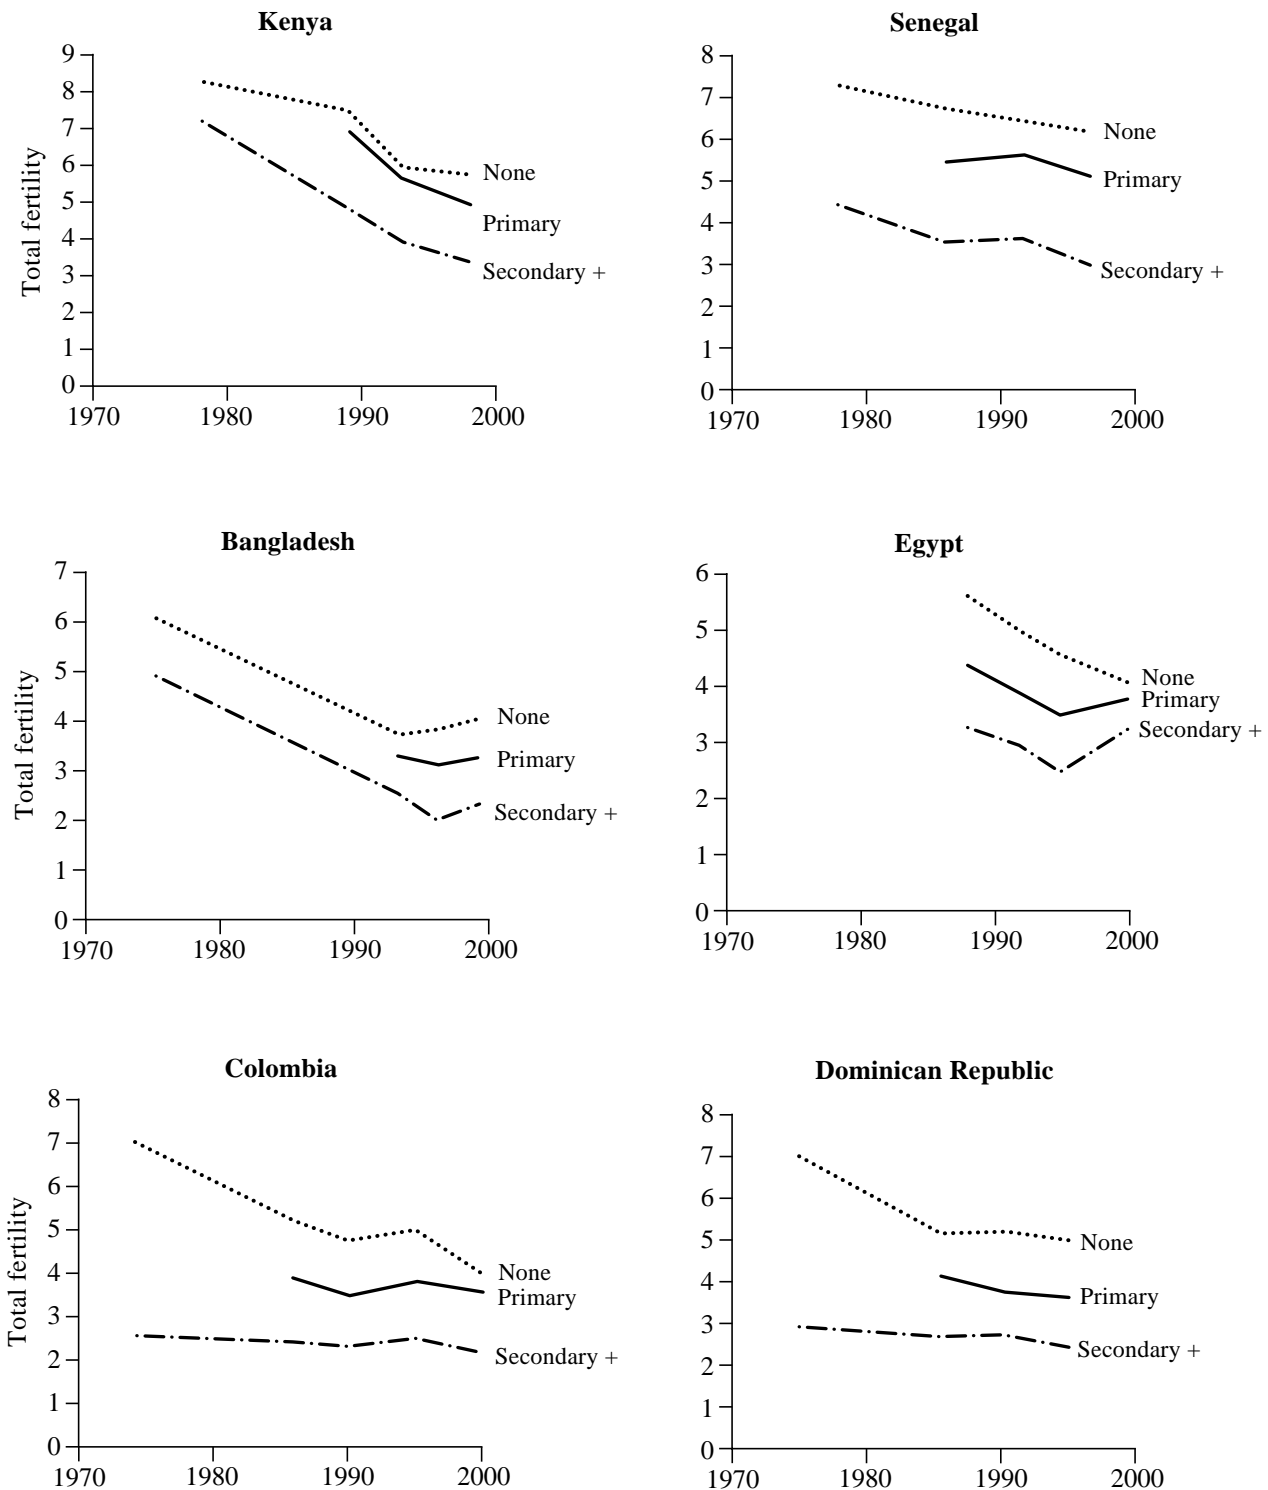 Kenya
Total fertility
9
8
7
6
5
4
3
2
1
0
1970 1980 1990 2000
None
Primary
Secondary +
Senegal
8
7
6
5
4
3
2
1
0
1970 1980 1990 2000
None
Primary
Secondary +
Bangladesh
Total fertility
7
6
5
4
3
2
1
0
1970 1980 1990 2000
None
Primary
Secondary +
Egypt
6
5
4
3
2
1
0
1970 1980 1990 2000
None
Primary
Secondary +
Colombia
Total fertility
8
7
6
5
4
3
2
1
0
1970 1980 1990 2000
None
Primary
Secondary +
Dominican Republic
8
7
6
5
4
3
2
1
0
1970 1980 1990 2000
None
Primary
Secondary +